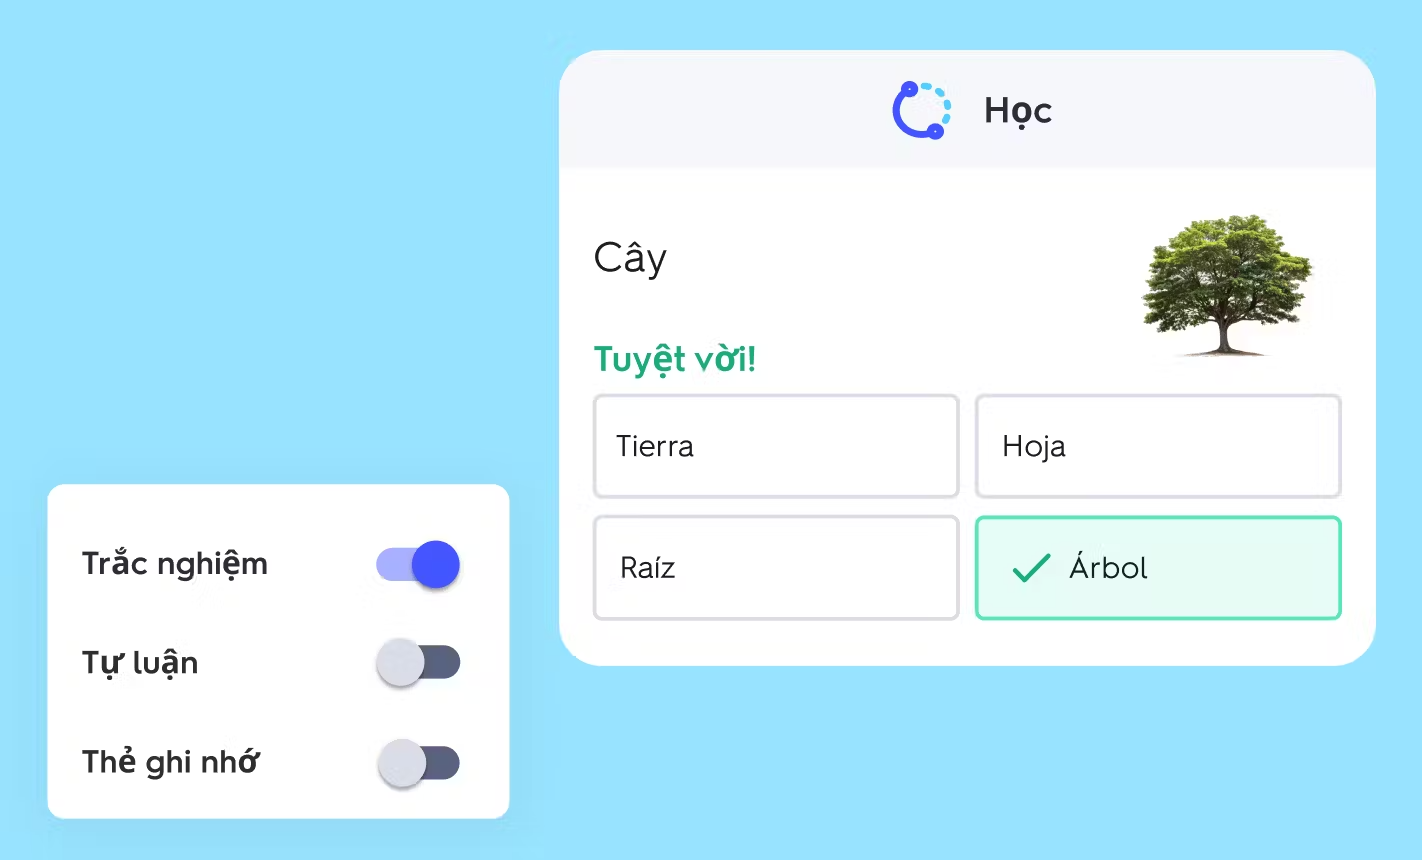 Học
Cây
Tuyệt vời!
Tierra
Hoja
Raíz
Árbol
Trắc nghiệm
Tự luận
Thẻ ghi nhớ